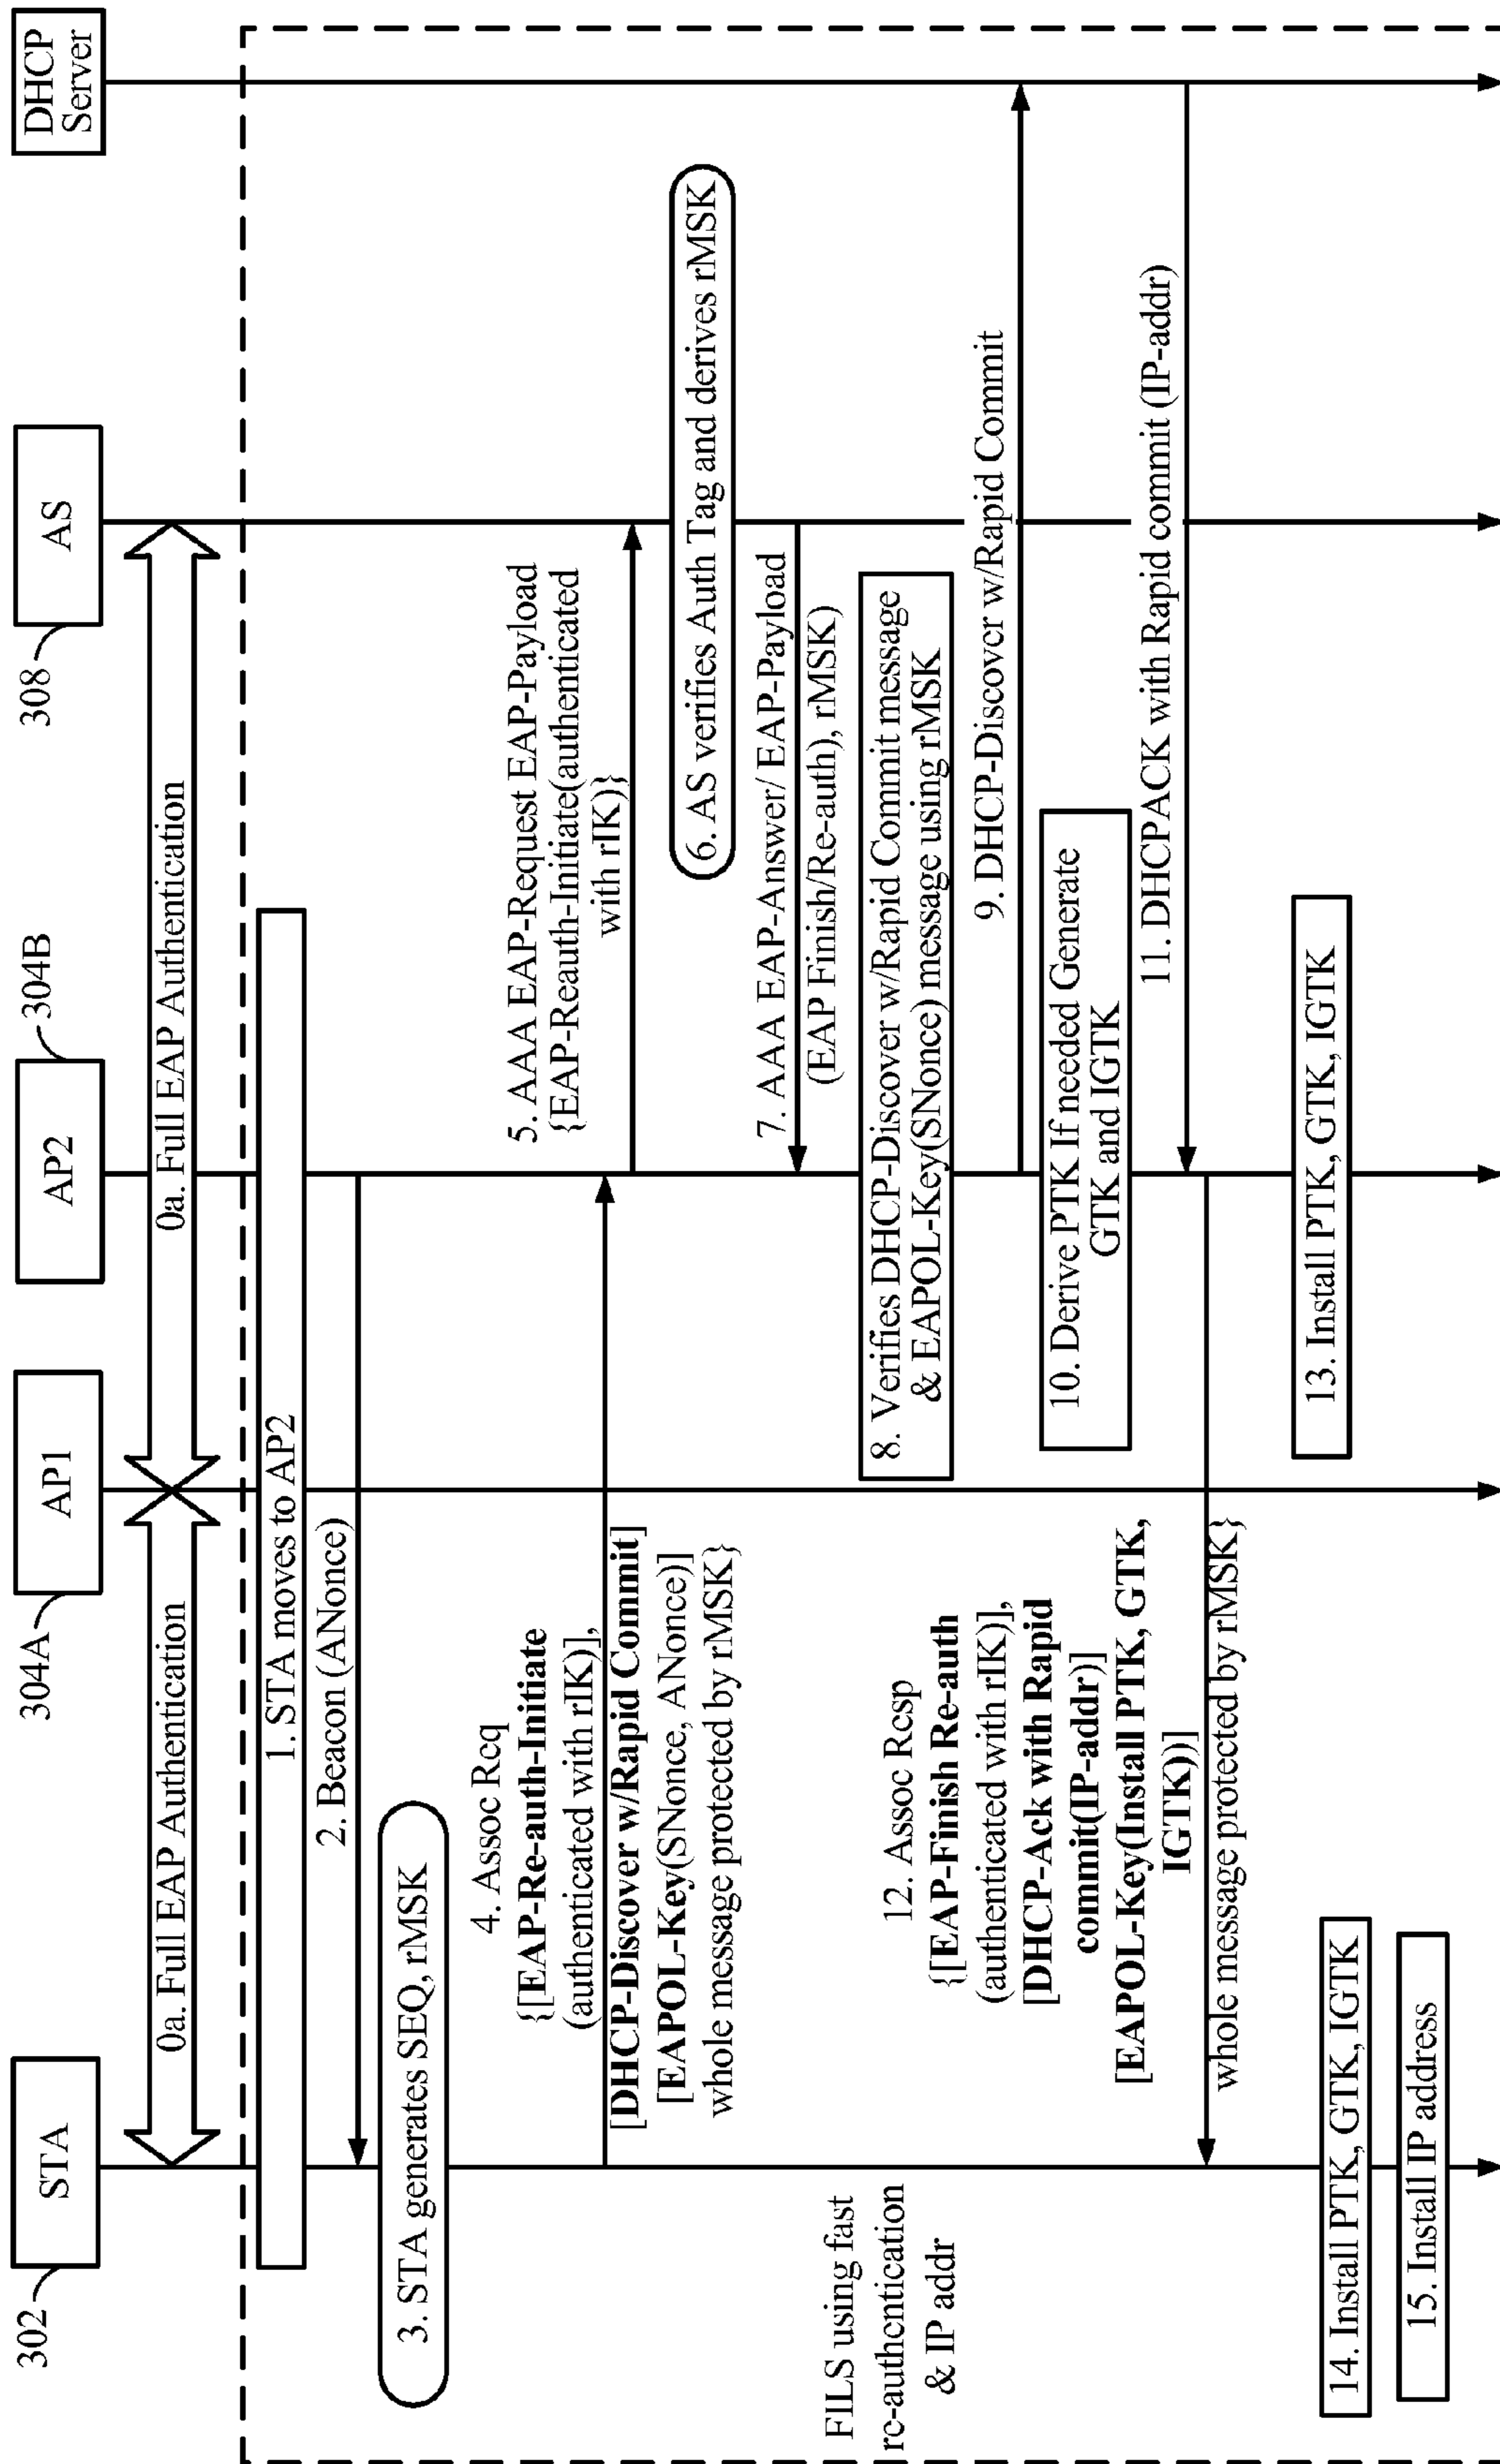 302
STA
304A
AP1
AP2
304B
308
AS
DHCP
Server
0a. Full EAP Authentication
0a. Full EAP Authentication
1. STA moves to AP2
2. Beacon (ANonce)
3. STA generates SEQ, rMSK
4. Assoc Req
{[EAP-Re-auth-Initiate
(authenticated with rIK)],
[DHCP-Discover w/Rapid Commit]
[EAPOL-Key(SNonce, ANonce)]
whole message protected by rMSK}
5. AAA EAP-Request EAP-Payload
{EAP-Reauth-Initiate(authenticated
with rIK)}
6. AS verifies Auth Tag and derives rMSK
7. AAA EAP-Answer/ EAP-Payload
(EAP Finish/Re-auth), rMSK)
8. Verifies DHCP-Discover w/Rapid Commit message
& EAPOL-Key(SNonce) message using rMSK
9. DHCP-Discover w/Rapid Commit
10. Derive PTK If needed Generate
GTK and IGTK
11. DHCPACK with Rapid commit (IP-addr)
12. Assoc Resp
{[EAP-Finish Re-auth
(authenticated with rIK)],
[DHCP-Ack with Rapid
commit(IP-addr)]
[EAPOL-Key(Install PTK, GTK,
IGTK))]
whole message protected by rMSK}
FILS using fast
re-authentication
& IP addr
13. Install PTK, GTK, IGTK
14. Install PTK, GTK, IGTK
15. Install IP address